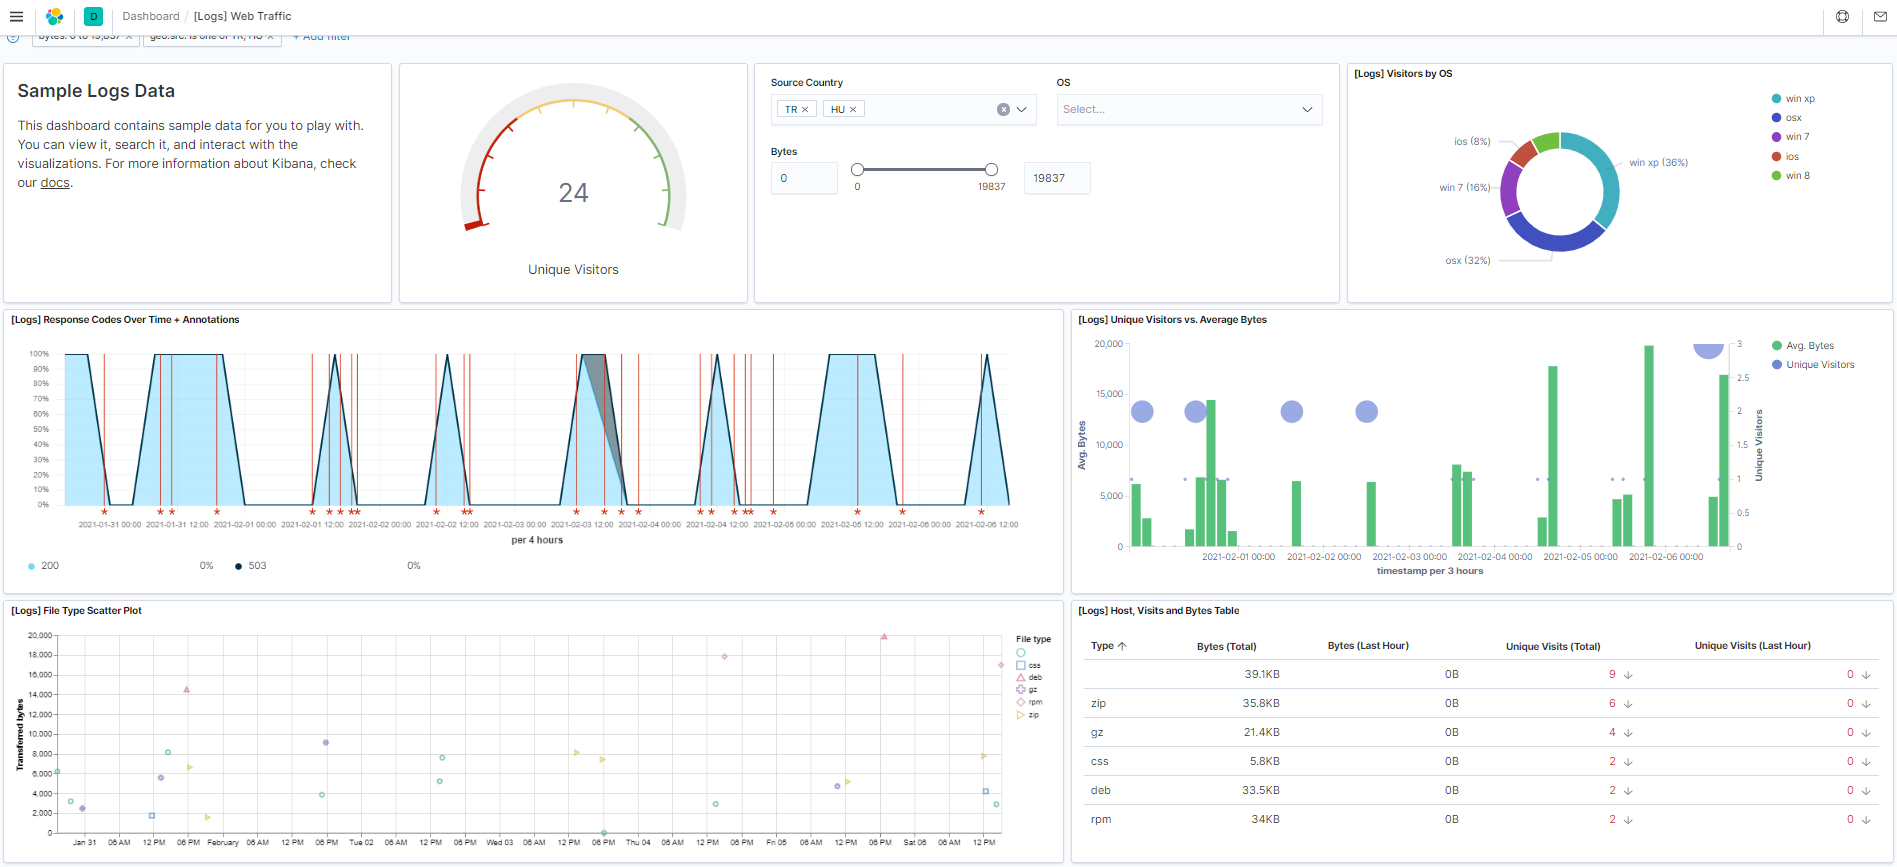 D
Dashboard / [Logs] Web Traffic
bytes: 0 to 19,837 ×
geo.src: is one of TR, HU ×
+ Add filter
Sample Logs Data
This dashboard contains sample data for you to play with.
You can view it, search it, and interact with the
visualizations. For more information about Kibana, check
our docs.
24
Unique Visitors
Source Country
TR ×
HU ×
OS
Select...
Bytes
0
0
19837
19837
[Logs] Visitors by OS
ios (8%)
win xp (36%)
win 7 (16%)
osx (32%)
win xp
osx
win 7
ios
win 8
[Logs] Response Codes Over Time + Annotations
100%
90%
80%
70%
60%
50%
40%
30%
20%
10%
0%
2021-01-31 00:00
2021-01-31 12:00
2021-02-01 00:00
2021-02-01 12:00
2021-02-02 00:00
2021-02-02 12:00
2021-02-03 00:00
2021-02-03 12:00
2021-02-04 00:00
2021-02-04 12:00
2021-02-05 00:00
2021-02-05 12:00
2021-02-06 00:00
2021-02-06 12:00
per 4 hours
200 0%
503 0%
[Logs] Unique Visitors vs. Average Bytes
Avg. Bytes
20,000
15,000
10,000
5,000
0
3
2.5
2
1.5
1
0.5
0
Unique Visitors
2021-02-01 00:00
2021-02-02 00:00
2021-02-03 00:00
2021-02-04 00:00
2021-02-05 00:00
2021-02-06 00:00
timestamp per 3 hours
Avg. Bytes
Unique Visitors
[Logs] File Type Scatter Plot
Transferred bytes
20,000
18,000
16,000
14,000
12,000
10,000
8,000
6,000
4,000
2,000
0
Jan 31
06 AM
12 PM
06 PM
February
06 AM
12 PM
06 PM
Tue 02
06 AM
12 PM
06 PM
Wed 03
06 AM
12 PM
06 PM
Thu 04
06 AM
12 PM
06 PM
Fri 05
06 AM
12 PM
06 PM
Sat 06
06 AM
12 PM
File type
css
deb
gz
rpm
zip
[Logs] Host, Visits and Bytes Table
Type ↑ Bytes (Total) Bytes (Last Hour) Unique Visits (Total) Unique Visits (Last Hour)
39.1KB 0B 9 ↓ 0 ↓
zip 35.8KB 0B 6 ↓ 0 ↓
gz 21.4KB 0B 4 ↓ 0 ↓
css 5.8KB 0B 2 ↓ 0 ↓
deb 33.5KB 0B 2 ↓ 0 ↓
rpm 34KB 0B 2 ↓ 0 ↓